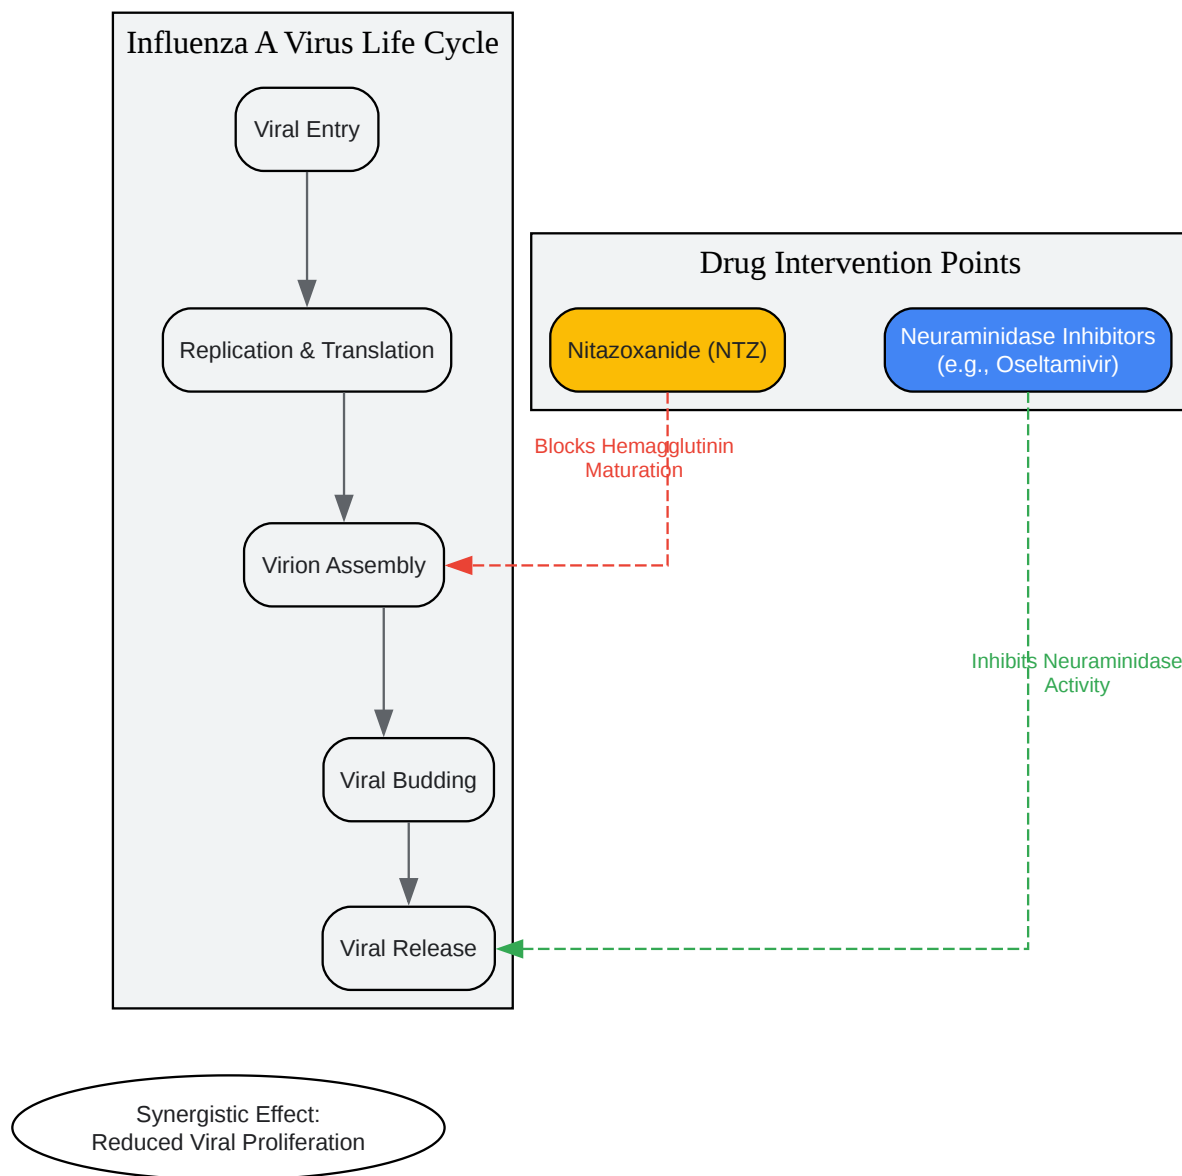 Influenza A Virus Life Cycle
Viral Entry
Replication & Translation
Virion Assembly
Viral Budding
Viral Release
Drug Intervention Points
Nitazoxanide (NTZ)
Neuraminidase Inhibitors
(e.g., Oseltamivir)
Blocks Hemagglutinin
Maturation
Inhibits Neuraminidase
Activity
Synergistic Effect:
Reduced Viral Proliferation